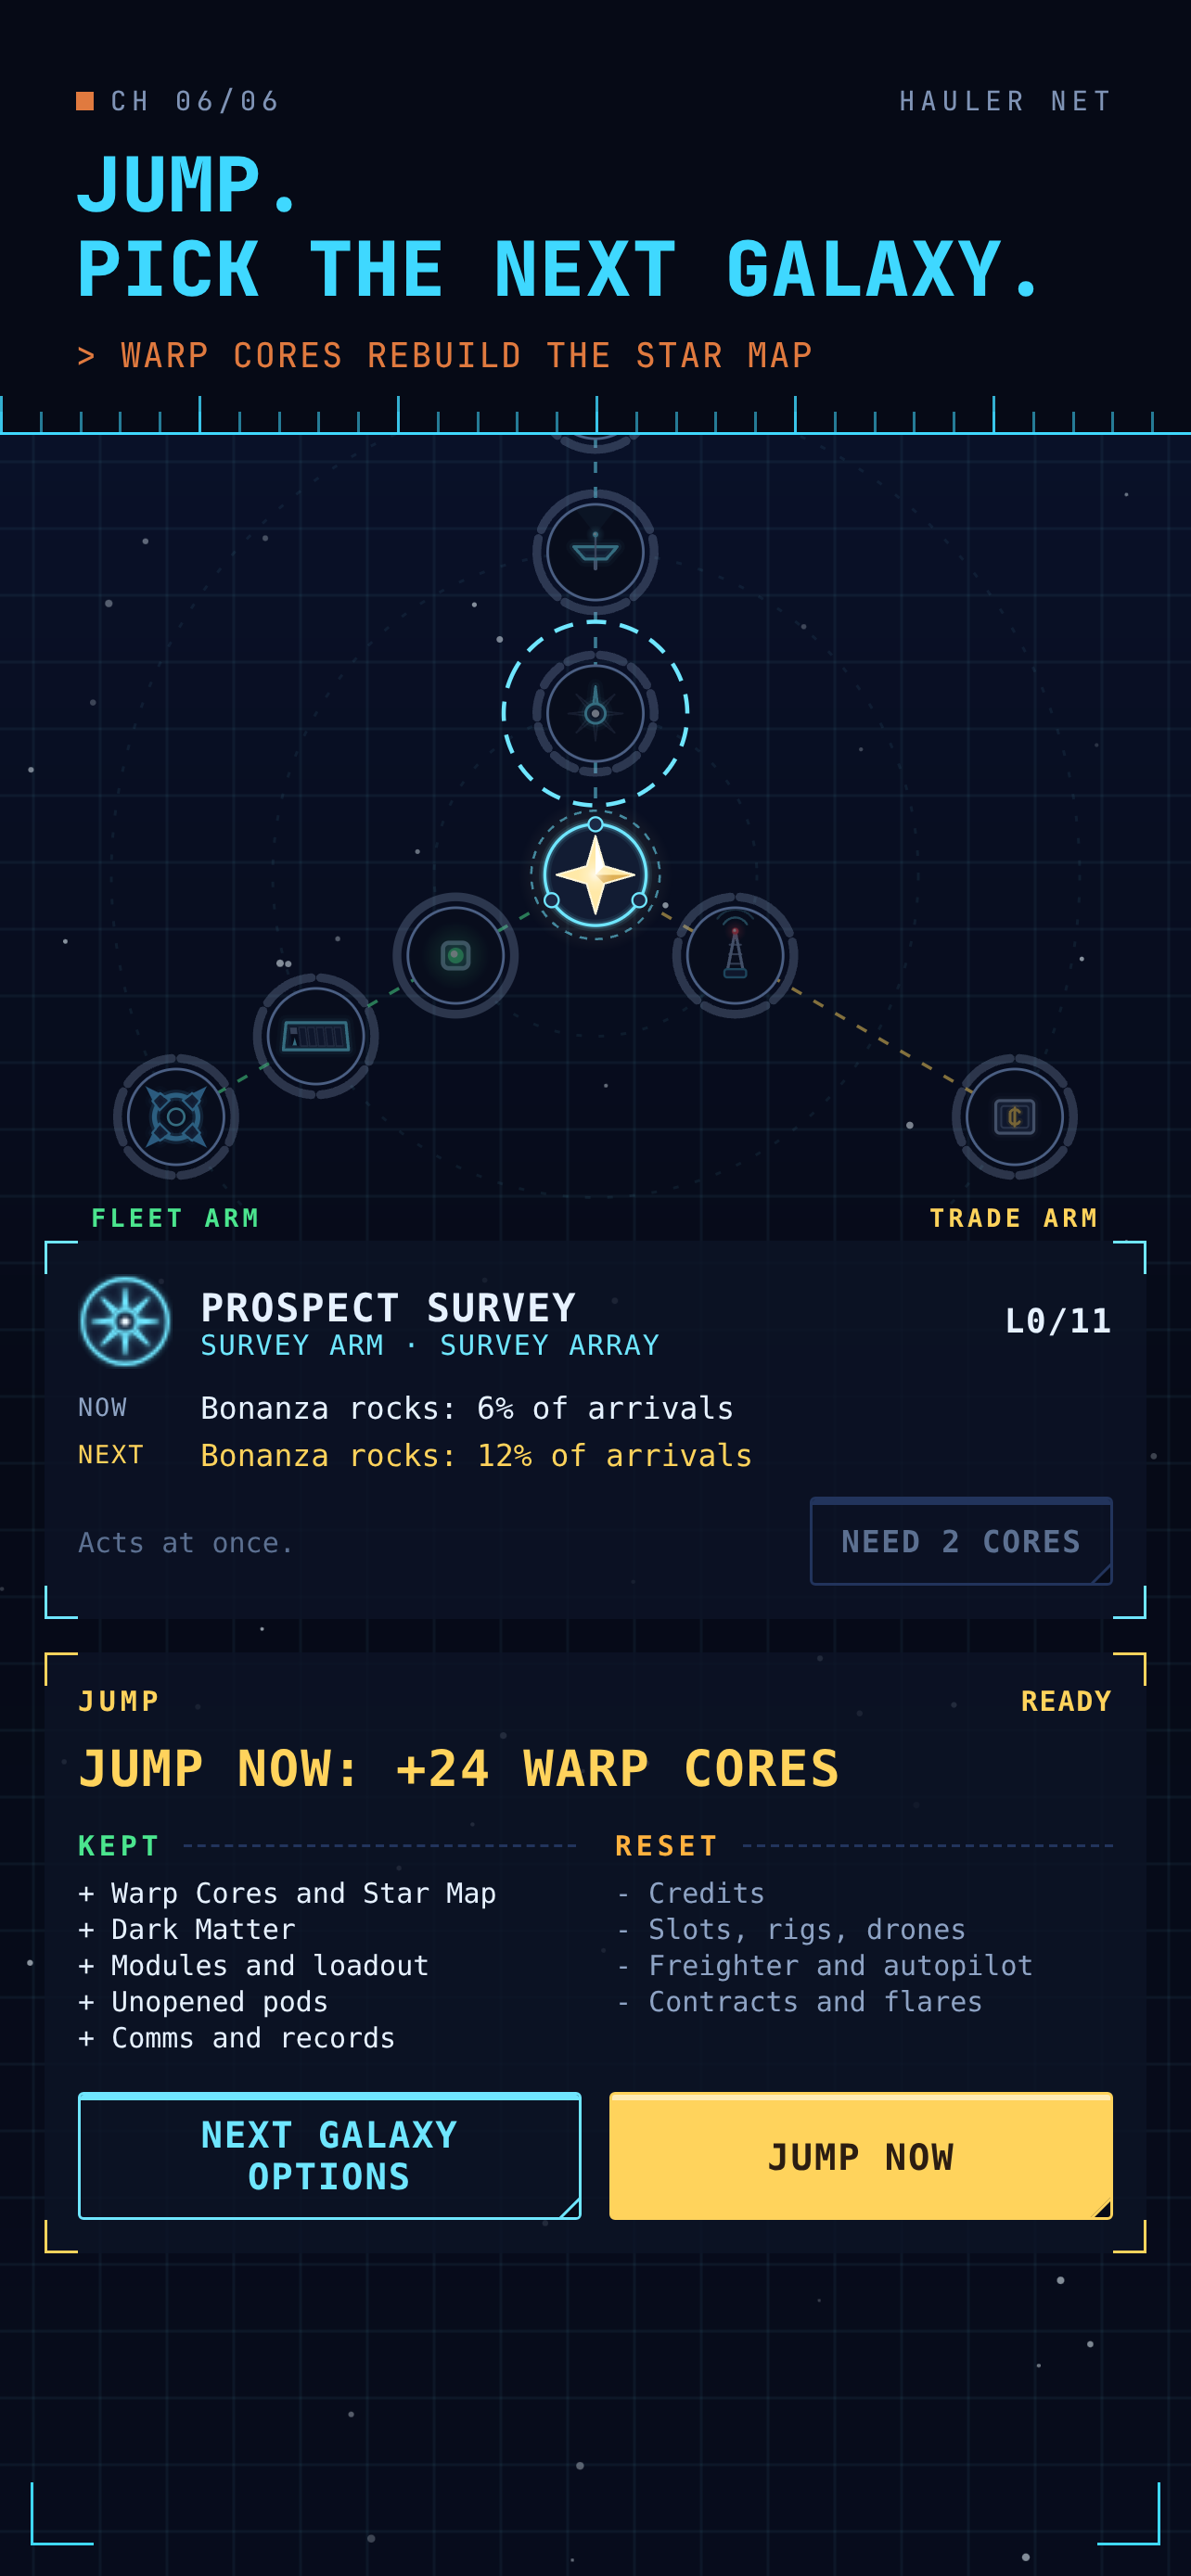 CH 06/06
HAULER NET
JUMP.
PICK THE NEXT GALAXY.
> WARP CORES REBUILD THE STAR MAP
₵
FLEET ARM
TRADE ARM
PROSPECT SURVEY
L0/11
SURVEY ARM · SURVEY ARRAY
NOW Bonanza rocks: 6% of arrivals
NEXT Bonanza rocks: 12% of arrivals
Acts at once.
NEED 2 CORES
JUMP
READY
JUMP NOW: +24 WARP CORES
KEPT
+ Warp Cores and Star Map
+ Dark Matter
+ Modules and loadout
+ Unopened pods
+ Comms and records
RESET
- Credits
- Slots, rigs, drones
- Freighter and autopilot
- Contracts and flares
NEXT GALAXY
OPTIONS
JUMP NOW